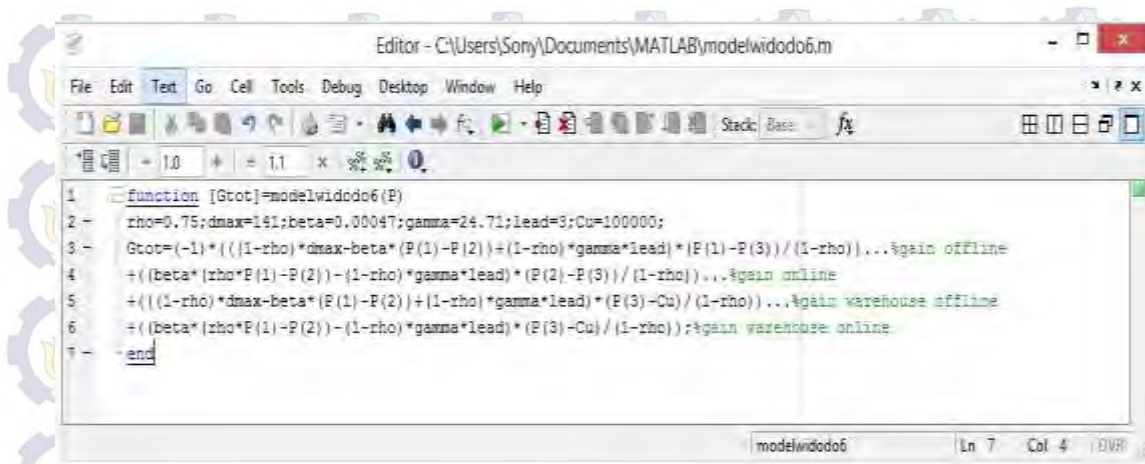 Editor - C:\Users\Sony\Documents\MATLAB\modelwidodo6.m
File Edit Text Go Cell Tools Debug Desktop Window Help
Stack: Base fx
- 1.0 + ÷ 1.1 ×
1 function [Gtot]=modelwidodo6(P)
2 - rho=0.75;dmax=141;beta=0.00047;gamma=24.71;lead=3;Cu=100000;
3 - Gtot=(-1)*(((1-rho)*dmax-beta*(P(1)-P(2))+(1-rho)*gamma*lead)*(P(1)-P(3))/(1-rho))...%gain offline
4 +((beta*(rho*P(1)-P(2))-(1-rho)*gamma*lead)*(P(2)-P(3))/(1-rho))...%gain online
5 +(((1-rho)*dmax-beta*(P(1)-P(2))+(1-rho)*gamma*lead)*(P(3)-Cu)/(1-rho))...%gain warehouse offline
6 +((beta*(rho*P(1)-P(2))-(1-rho)*gamma*lead)*(P(3)-Cu)/(1-rho));%gain warehouse online
7 - end
modelwidodo6 Ln 7 Col 4 OVR